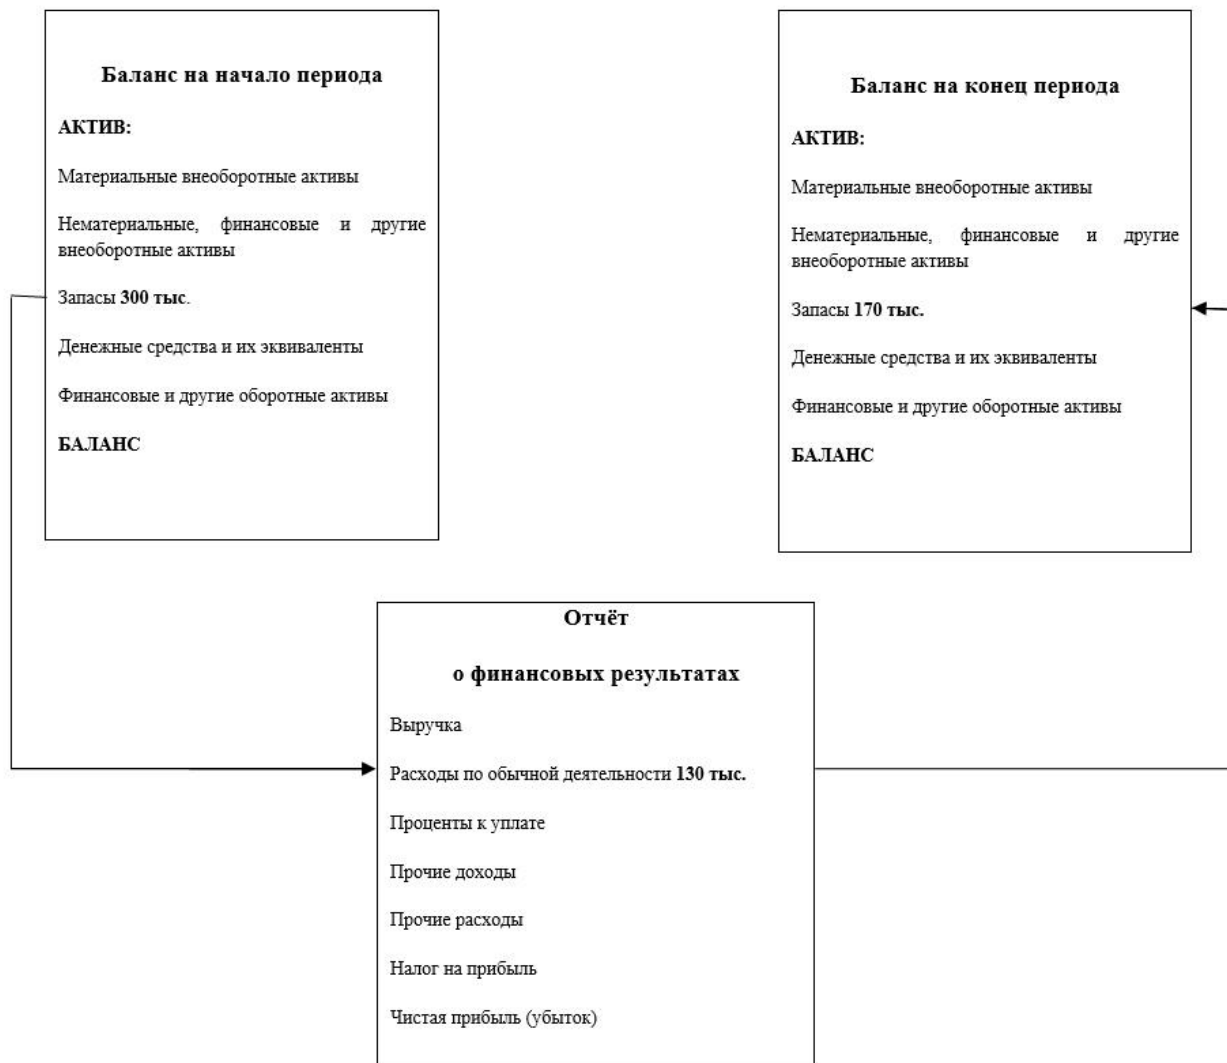 Баланс на начало периода
АКТИВ:
Материальные внеоборотные активы
Нематериальные, финансовые и другие
внеоборотные активы
Запасы 300 тыс.
Денежные средства и их эквиваленты
Финансовые и другие оборотные активы
БАЛАНС
Баланс на конец периода
АКТИВ:
Материальные внеоборотные активы
Нематериальные, финансовые и другие
внеоборотные активы
Запасы 170 тыс.
Денежные средства и их эквиваленты
Финансовые и другие оборотные активы
БАЛАНС
Отчёт
о финансовых результатах
Выручка
Расходы по обычной деятельности 130 тыс.
Проценты к уплате
Прочие доходы
Прочие расходы
Налог на прибыль
Чистая прибыль (убыток)